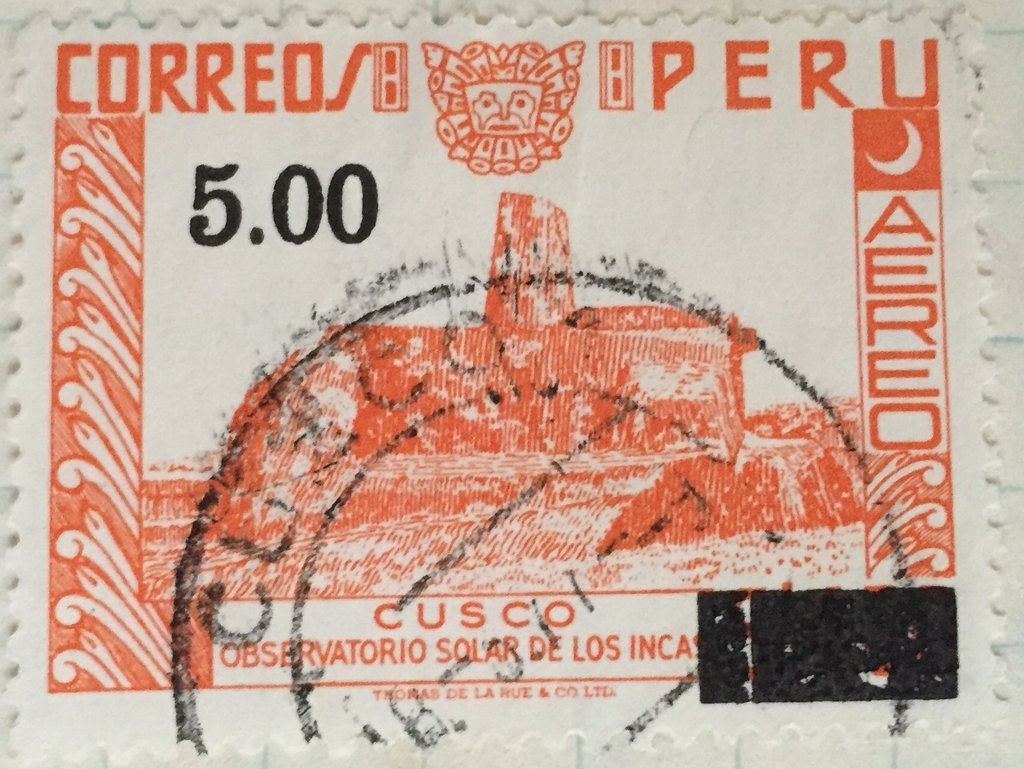 CORREOS PERU
5.00
AEREO
CUSCO
OBSERVATORIO SOLAR DE LOS INCAS
THOMAS DE LA RUE & CO. LTD.